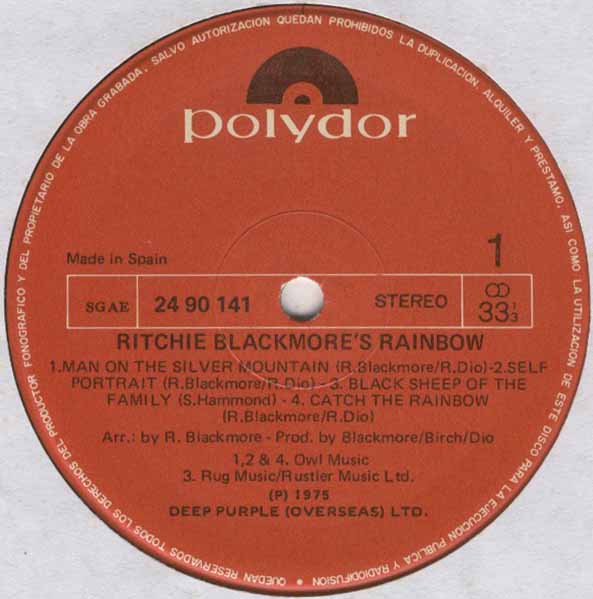 QUEDAN RESERVADOS TODOS LOS DERECHOS DEL PRODUCTOR FONOGRAFICO Y DEL PROPIETARIO DE LA OBRA GRABADA. SALVO AUTORIZACION QUEDAN PROHIBIDOS LA DUPLICACION, ALQUILER Y PRESTAMO, ASI COMO LA UTILIZACION DE ESTE DISCO PARA LA EJECUCION PUBLICA Y RADIODIFUSION •
polydor
Made in Spain
1
SGAE 24 90 141 STEREO 33 1/3
RITCHIE BLACKMORE'S RAINBOW
1.MAN ON THE SILVER MOUNTAIN (R.Blackmore/R.Dio)-2.SELF
PORTRAIT (R.Blackmore/R.Dio) - 3. BLACK SHEEP OF THE
FAMILY (S.Hammond) - 4. CATCH THE RAINBOW
(R.Blackmore/R.Dio)
Arr.: by R. Blackmore - Prod. by Blackmore/Birch/Dio
1,2 & 4. Owl Music
3. Rug Music/Rustier Music Ltd.
(P) 1975
DEEP PURPLE (OVERSEAS) LTD.